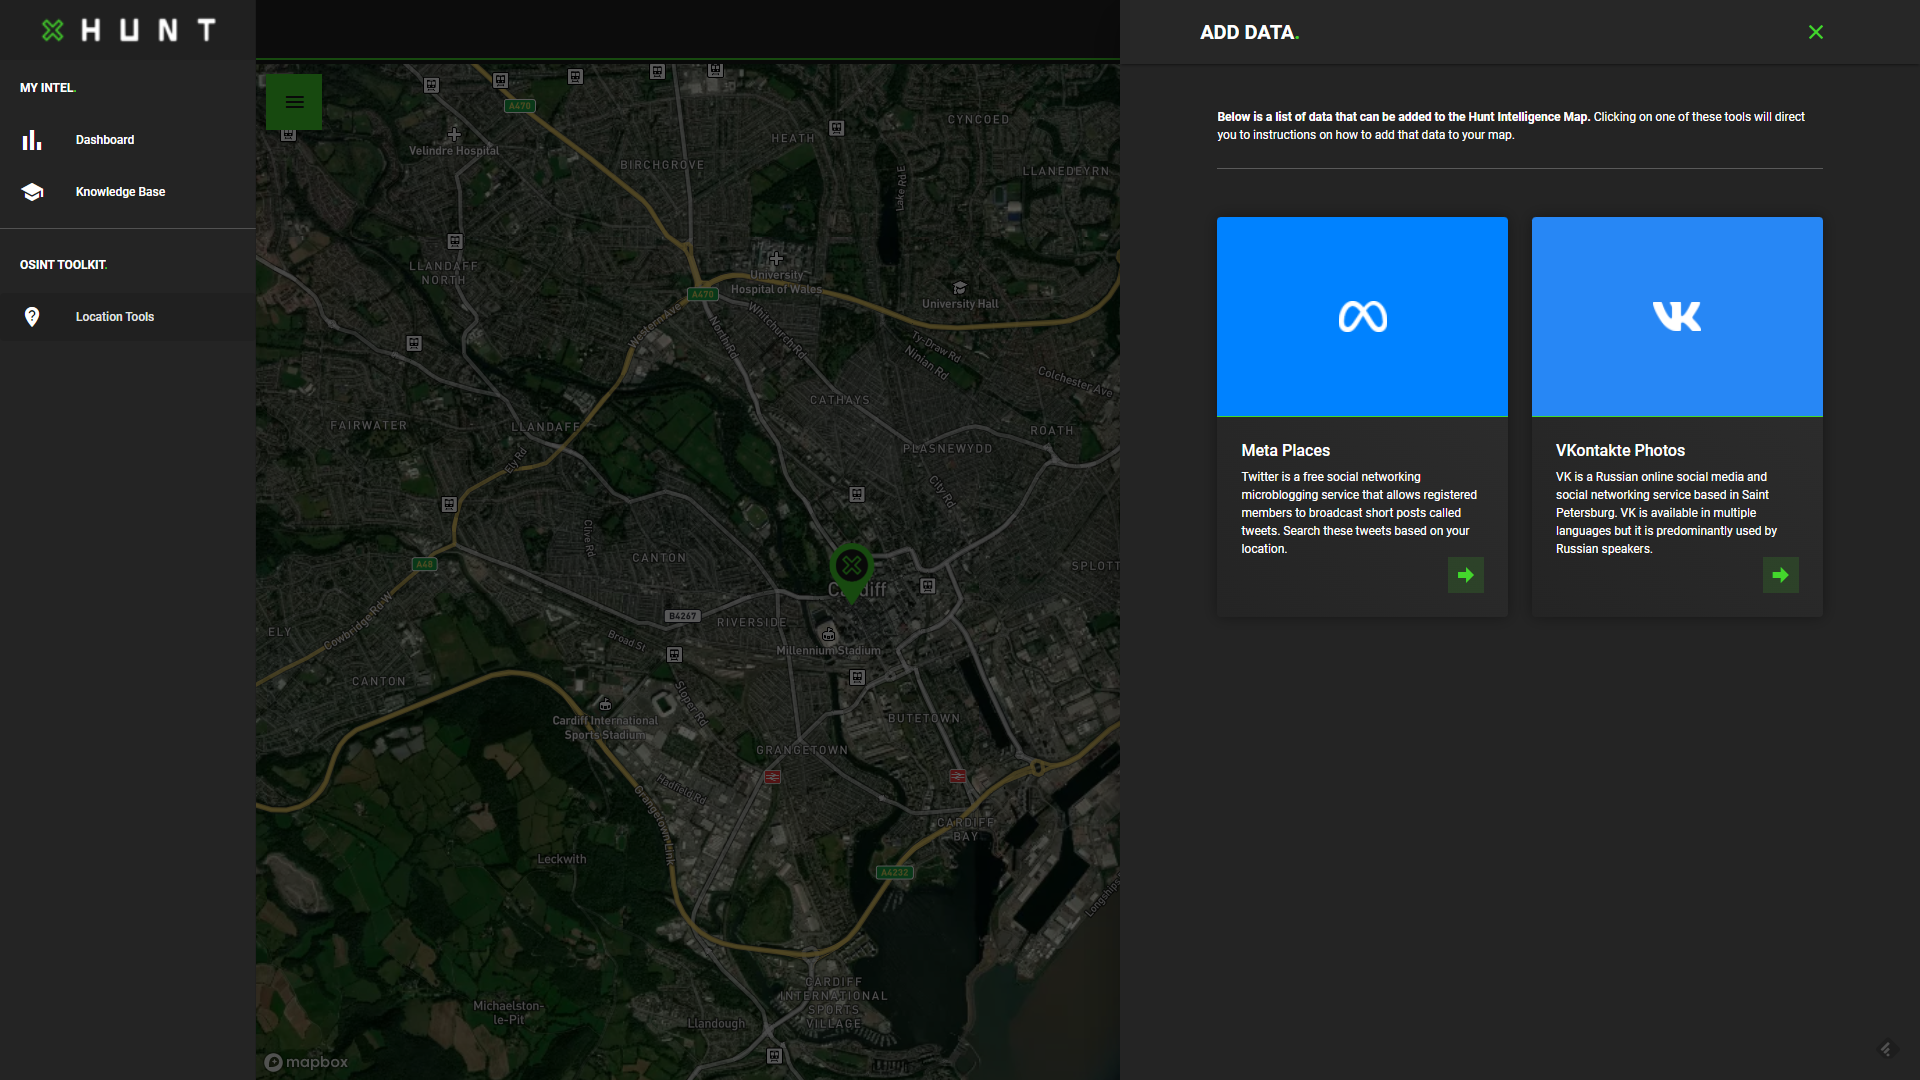 HUNT
MY INTEL.
Dashboard
Knowledge Base
OSINT TOOLKIT.
Location Tools
A470
CYNCOED
HEATH
Velindre Hospital
BIRCHGROVE
LLANEDEYRN
Lake Rd E
LLANDAFF
NORTH
University
Hospital of Wales
A470
University Hall
Western Ave
North Rd
Whitchurch Rd
Ty-Draw Rd
Ninian Rd
Colchester Ave
CATHAYS
FAIRWATER
LLANDAFF
ROATH
PLASNEWYDD
Ely Rd
City Rd
Clive Rd
CANTON
A48
SPLOTT
Cardiff
Cowbridge Rd W
B4267
RIVERSIDE
ELY
Broad St
Millennium Stadium
CANTON
Sloper Rd
Cardiff International
Sports Stadium
BUTETOWN
GRANGETOWN
Hadfield Rd
Grangetown Link
CARDIFF
BAY
Leckwith
A4232
Longships
CARDIFF
INTERNATIONAL
SPORTS
VILLAGE
Michaelston-
le-Pit
Llandough
mapbox
ADD DATA.
Below is a list of data that can be added to the Hunt Intelligence Map. Clicking on one of these tools will direct
you to instructions on how to add that data to your map.
VK
Meta Places
Twitter is a free social networking
microblogging service that allows registered
members to broadcast short posts called
tweets. Search these tweets based on your
location.
VKontakte Photos
VK is a Russian online social media and
social networking service based in Saint
Petersburg. VK is available in multiple
languages but it is predominantly used by
Russian speakers.